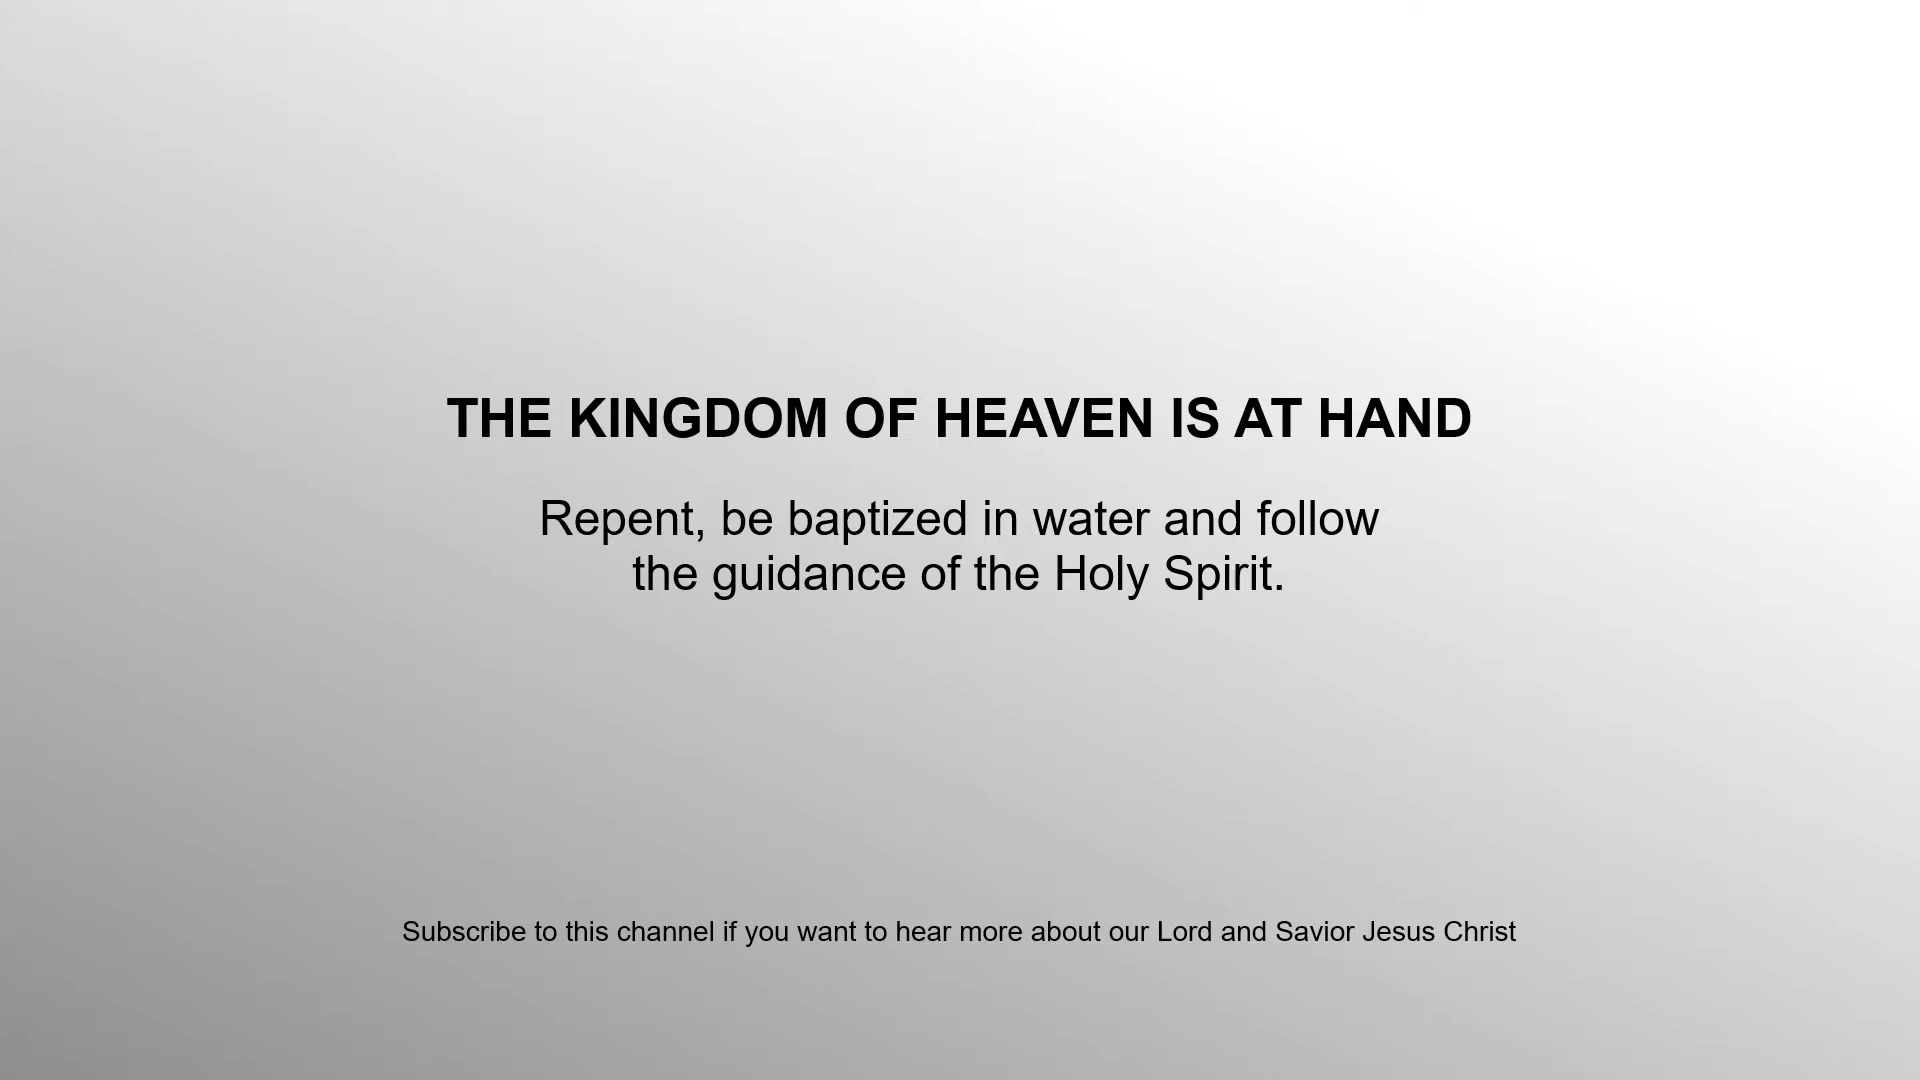 THE KINGDOM OF HEAVEN IS AT HAND
Repent, be baptized in water and follow
the guidance of the Holy Spirit.
Subscribe to this channel if you want to hear more about our Lord and Savior Jesus Christ